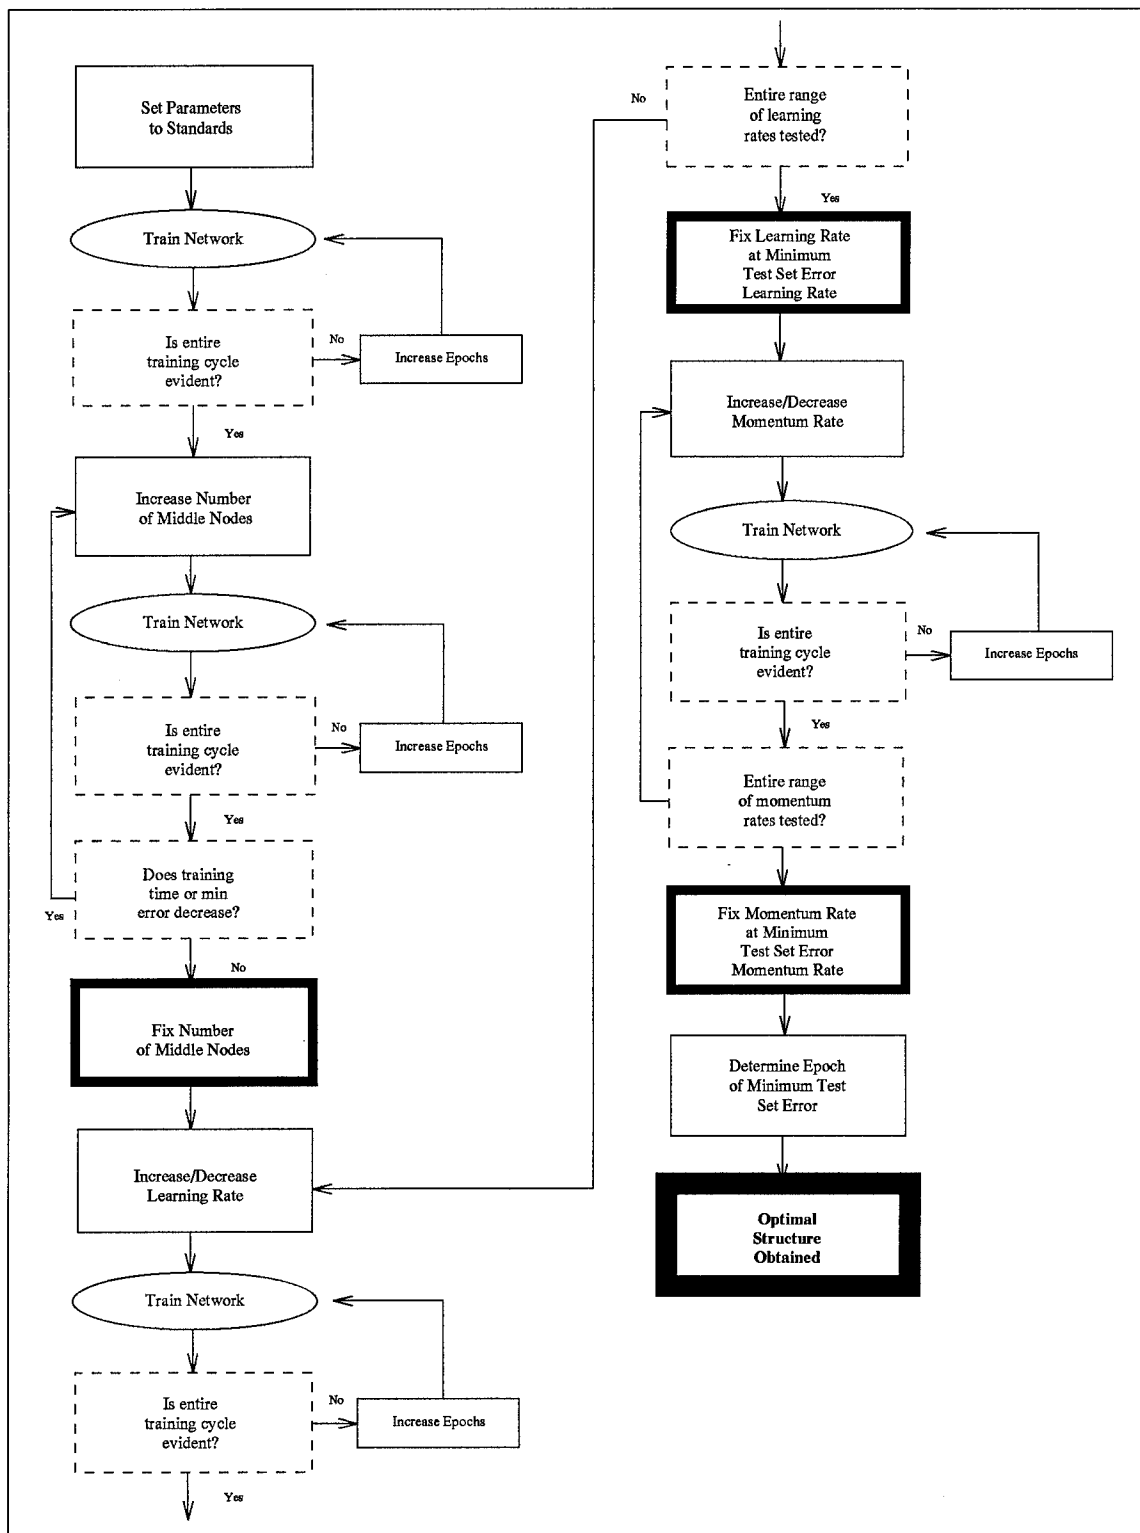 Set Parameters
to Standards
Train Network
Is entire
training cycle
evident?
No
Increase Epochs
Yes
Increase Number
of Middle Nodes
Train Network
Is entire
training cycle
evident?
No
Increase Epochs
Yes
Does training
time or min
error decrease?
Yes
No
Fix Number
of Middle Nodes
Increase/Decrease
Learning Rate
Train Network
Is entire
training cycle
evident?
No
Increase Epochs
Yes
Entire range
of learning
rates tested?
No
Yes
Fix Learning Rate
at Minimum
Test Set Error
Learning Rate
Increase/Decrease
Momentum Rate
Train Network
Is entire
training cycle
evident?
No
Increase Epochs
Yes
Entire range
of momentum
rates tested?
Fix Momentum Rate
at Minimum
Test Set Error
Momentum Rate
Determine Epoch
of Minimum Test
Set Error
Optimal
Structure
Obtained